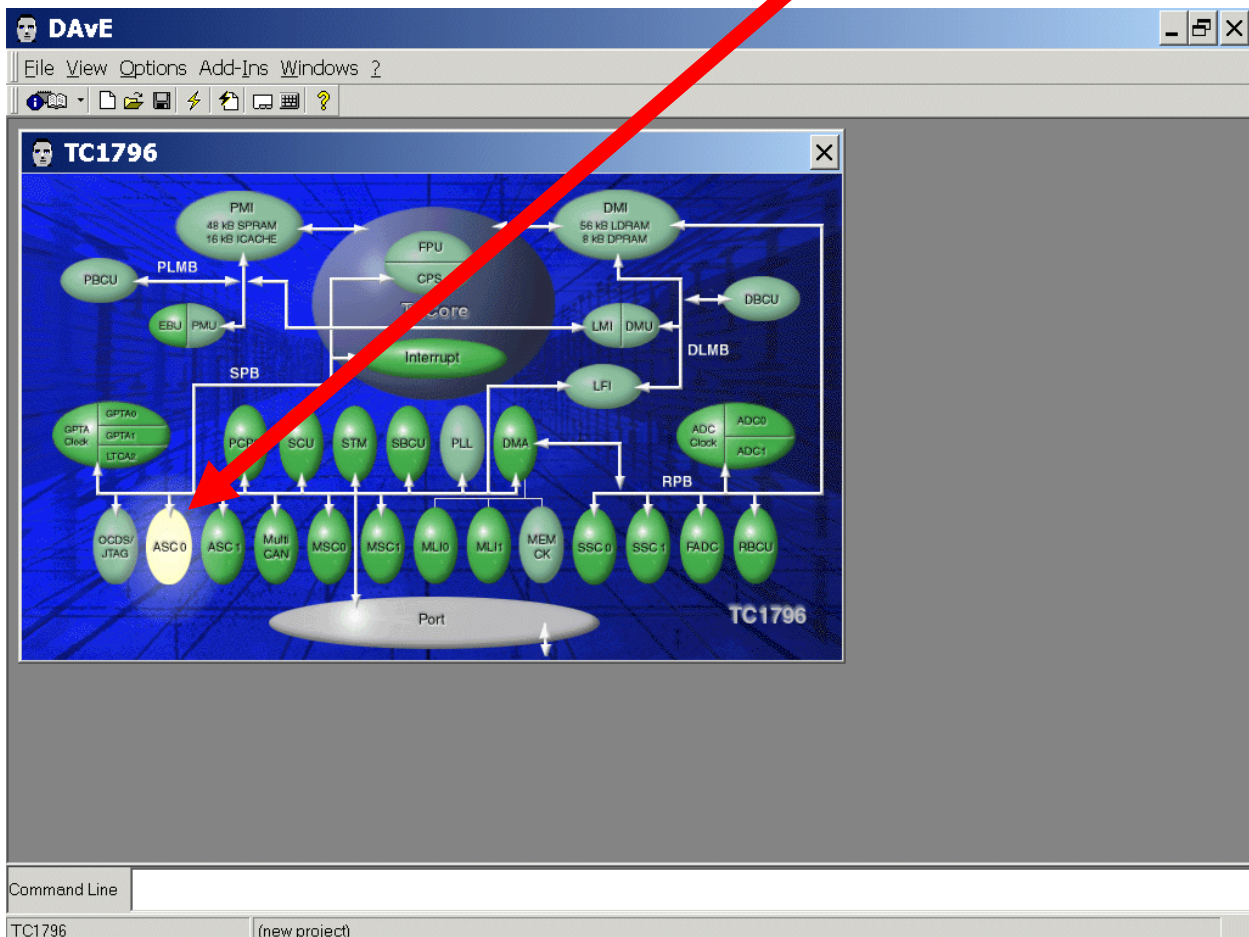 DAvE
File View Options Add-Ins Windows ?
TC1796
PMI
48 kB SPRAM
16 kB ICACHE
DMI
56 kB LDRAM
8 kB DPRAM
FPU
CPS
PBCU
PLMB
DBCU
EBU
PMU
LMI
DMU
DLMB
Interrupt
SPB
LFI
GPTA
Clock
GPTA0
GPTA1
LTCA2
SCU
STM
SBCU
PLL
DMA
ADC
Clock
ADC0
ADC1
RPB
OCDS/
JTAG
ASC0
ASC1
Multi
CAN
MSC0
MSC1
MLI0
MLI1
MEM
CK
SSC0
SSC1
FADC
RBCU
Port
TC1796
Command Line
TC1796
(new project)